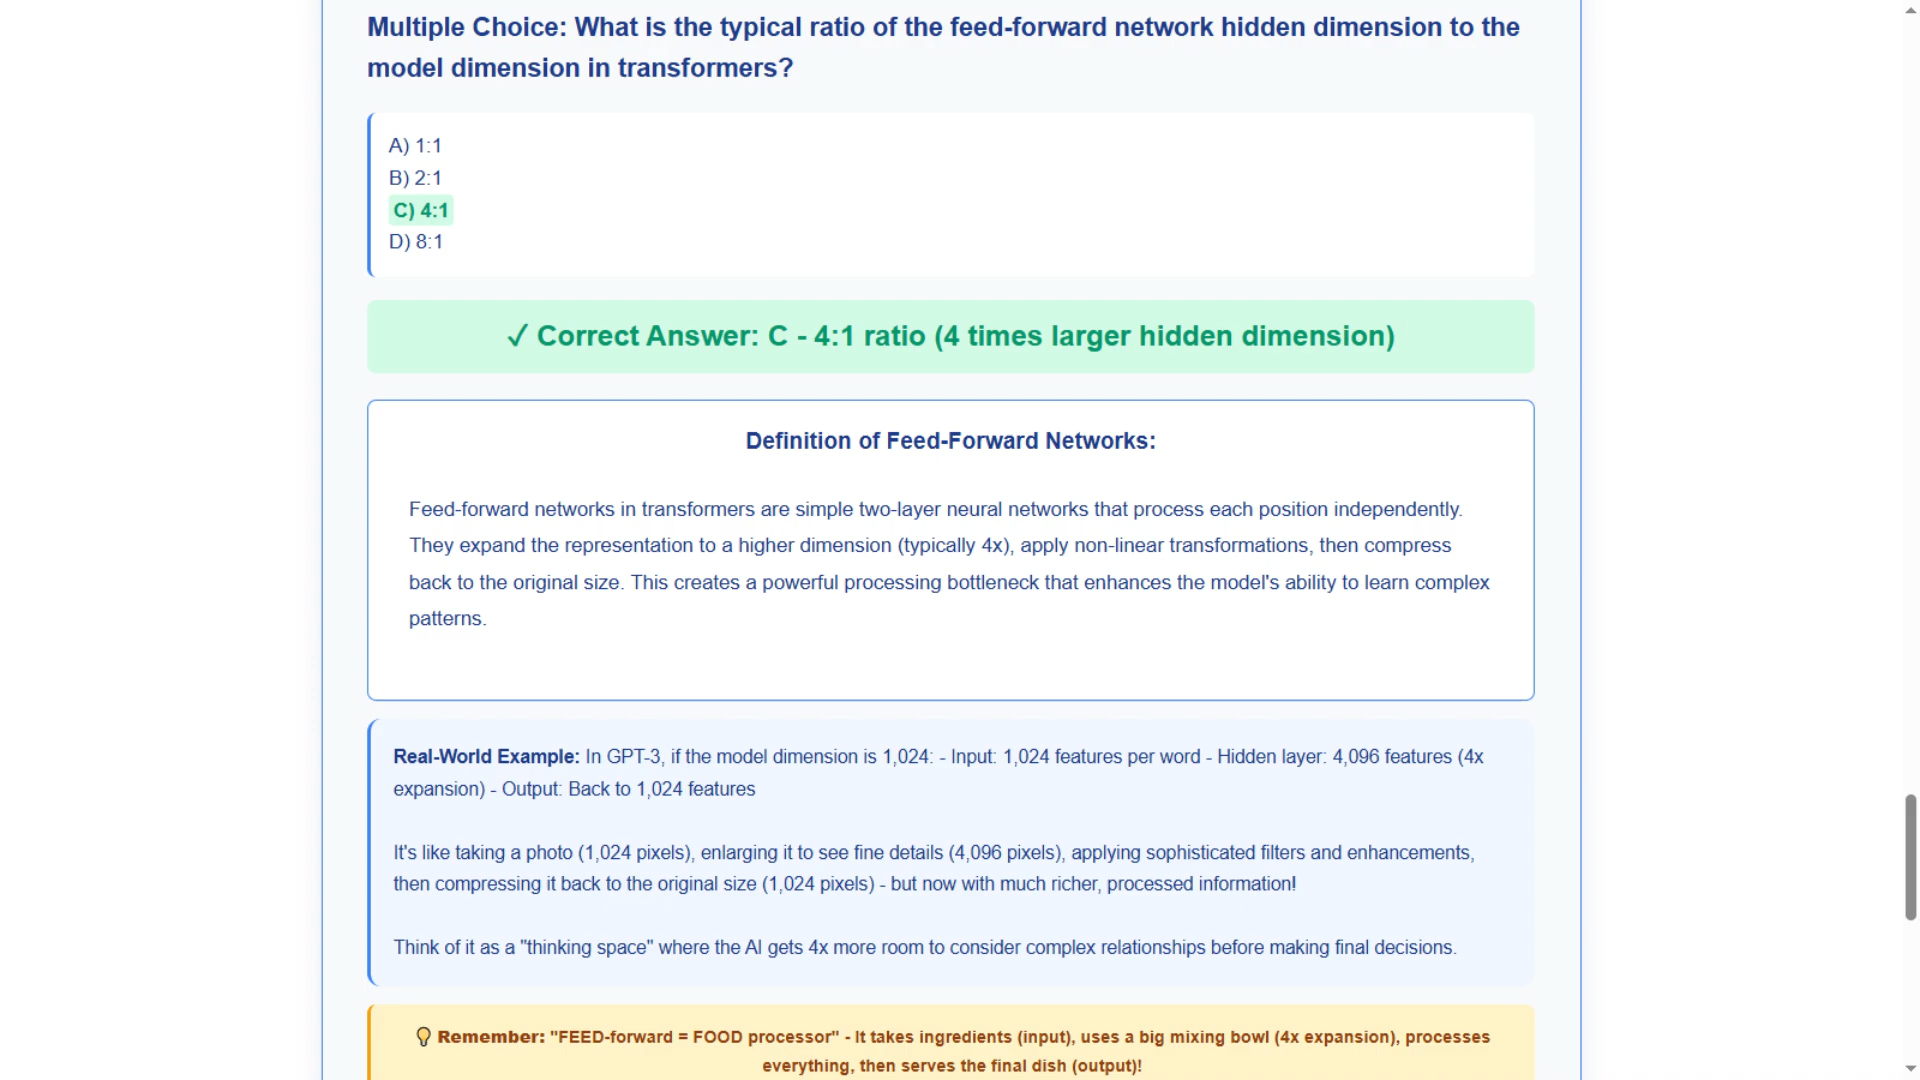 Multiple Choice: What is the typical ratio of the feed-forward network hidden dimension to the
model dimension in transformers?
A) 1:1
B) 2:1
C) 4:1
D) 8:1
✓ Correct Answer: C - 4:1 ratio (4 times larger hidden dimension)
Definition of Feed-Forward Networks:
Feed-forward networks in transformers are simple two-layer neural networks that process each position independently.
They expand the representation to a higher dimension (typically 4x), apply non-linear transformations, then compress
back to the original size. This creates a powerful processing bottleneck that enhances the model's ability to learn complex
patterns.
Real-World Example: In GPT-3, if the model dimension is 1,024: - Input: 1,024 features per word - Hidden layer: 4,096 features (4x
expansion) - Output: Back to 1,024 features
It's like taking a photo (1,024 pixels), enlarging it to see fine details (4,096 pixels), applying sophisticated filters and enhancements,
then compressing it back to the original size (1,024 pixels) - but now with much richer, processed information!
Think of it as a "thinking space" where the AI gets 4x more room to consider complex relationships before making final decisions.
💡 Remember: "FEED-forward = FOOD processor" - It takes ingredients (input), uses a big mixing bowl (4x expansion), processes
everything, then serves the final dish (output)!